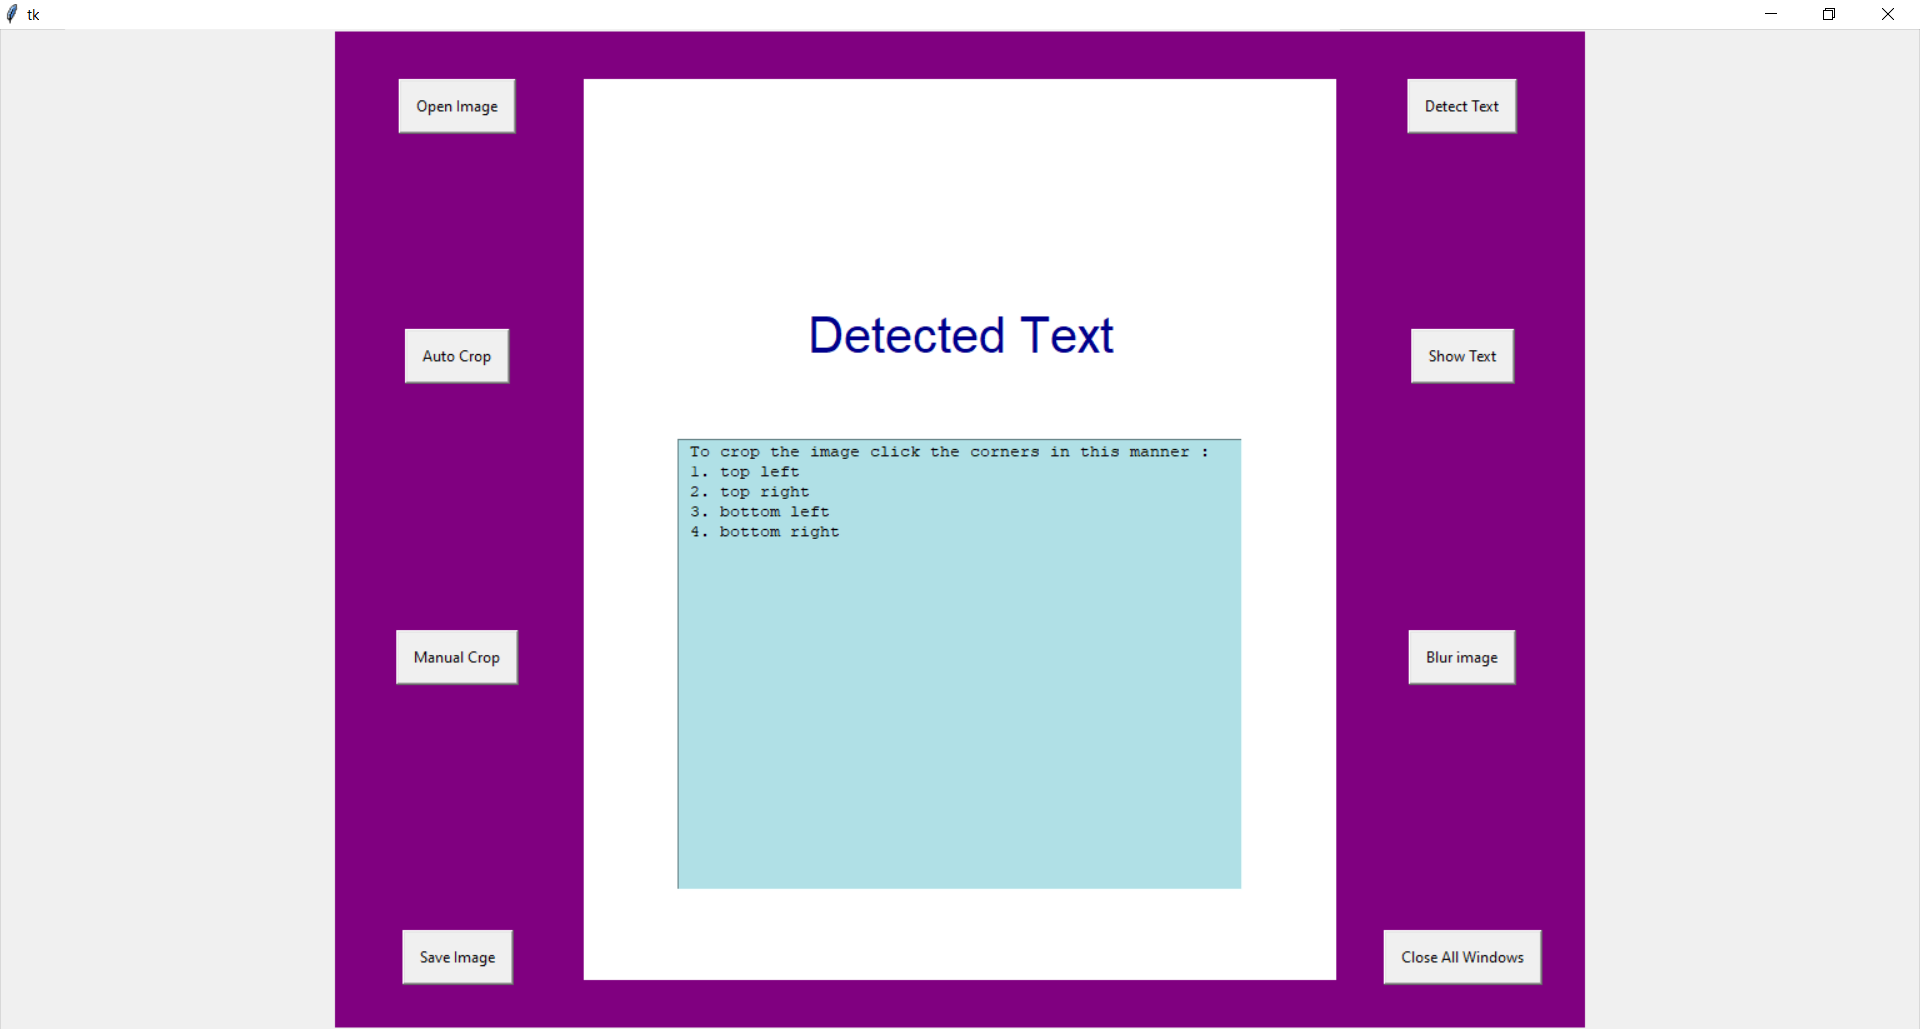 tk
Open Image
Detect Text
Detected Text
Auto Crop
Show Text
To crop the image click the corners in this manner :
1. top left
2. top right
3. bottom left
4. bottom right
Manual Crop
Blur image
Save Image
Close All Windows